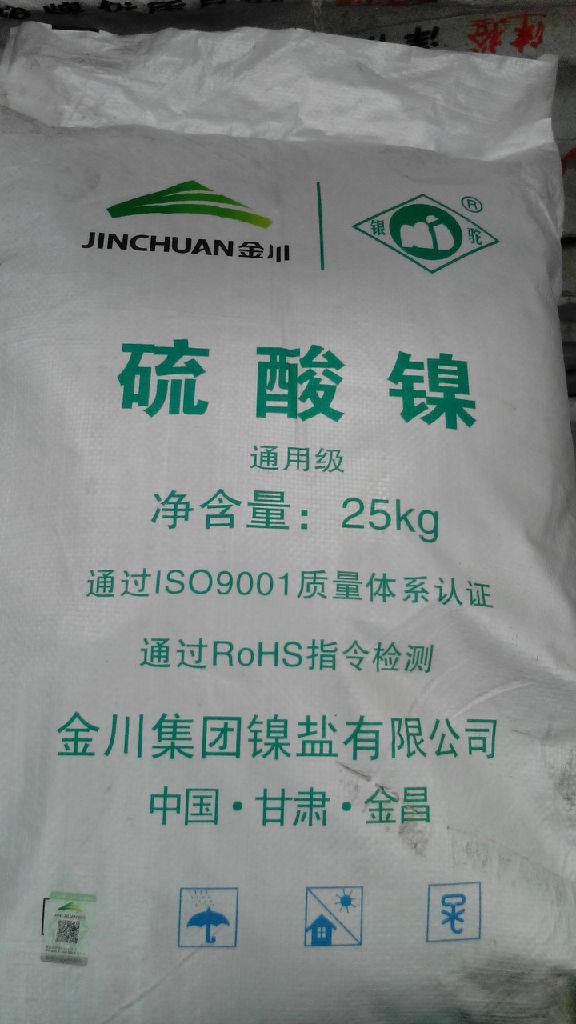 JINCHUAN金川
银 驼 ®
硫酸镍
通用级
净含量：25kg
通过ISO9001质量体系认证
通过RoHS指令检测
金川集团镍盐有限公司
中国·甘肃·金昌